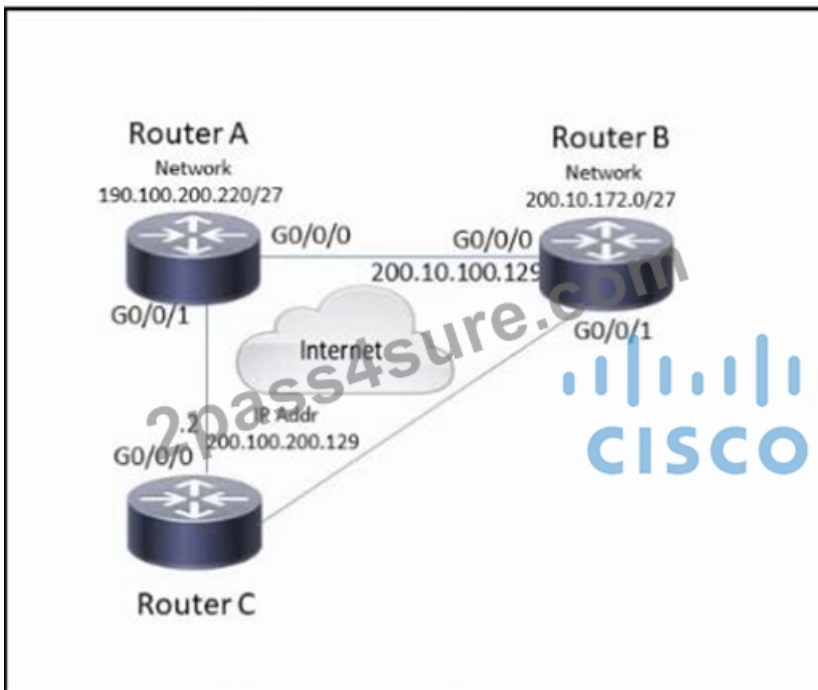 Router A
Network
190.100.200.220/27
Router B
Network
200.10.172.0/27
G0/0/0
G0/0/0
200.10.100.129
G0/0/1
G0/0/1
Internet
2pass4sure.com
CISCO
IP Addr
.2
200.100.200.129
G0/0/0
Router C